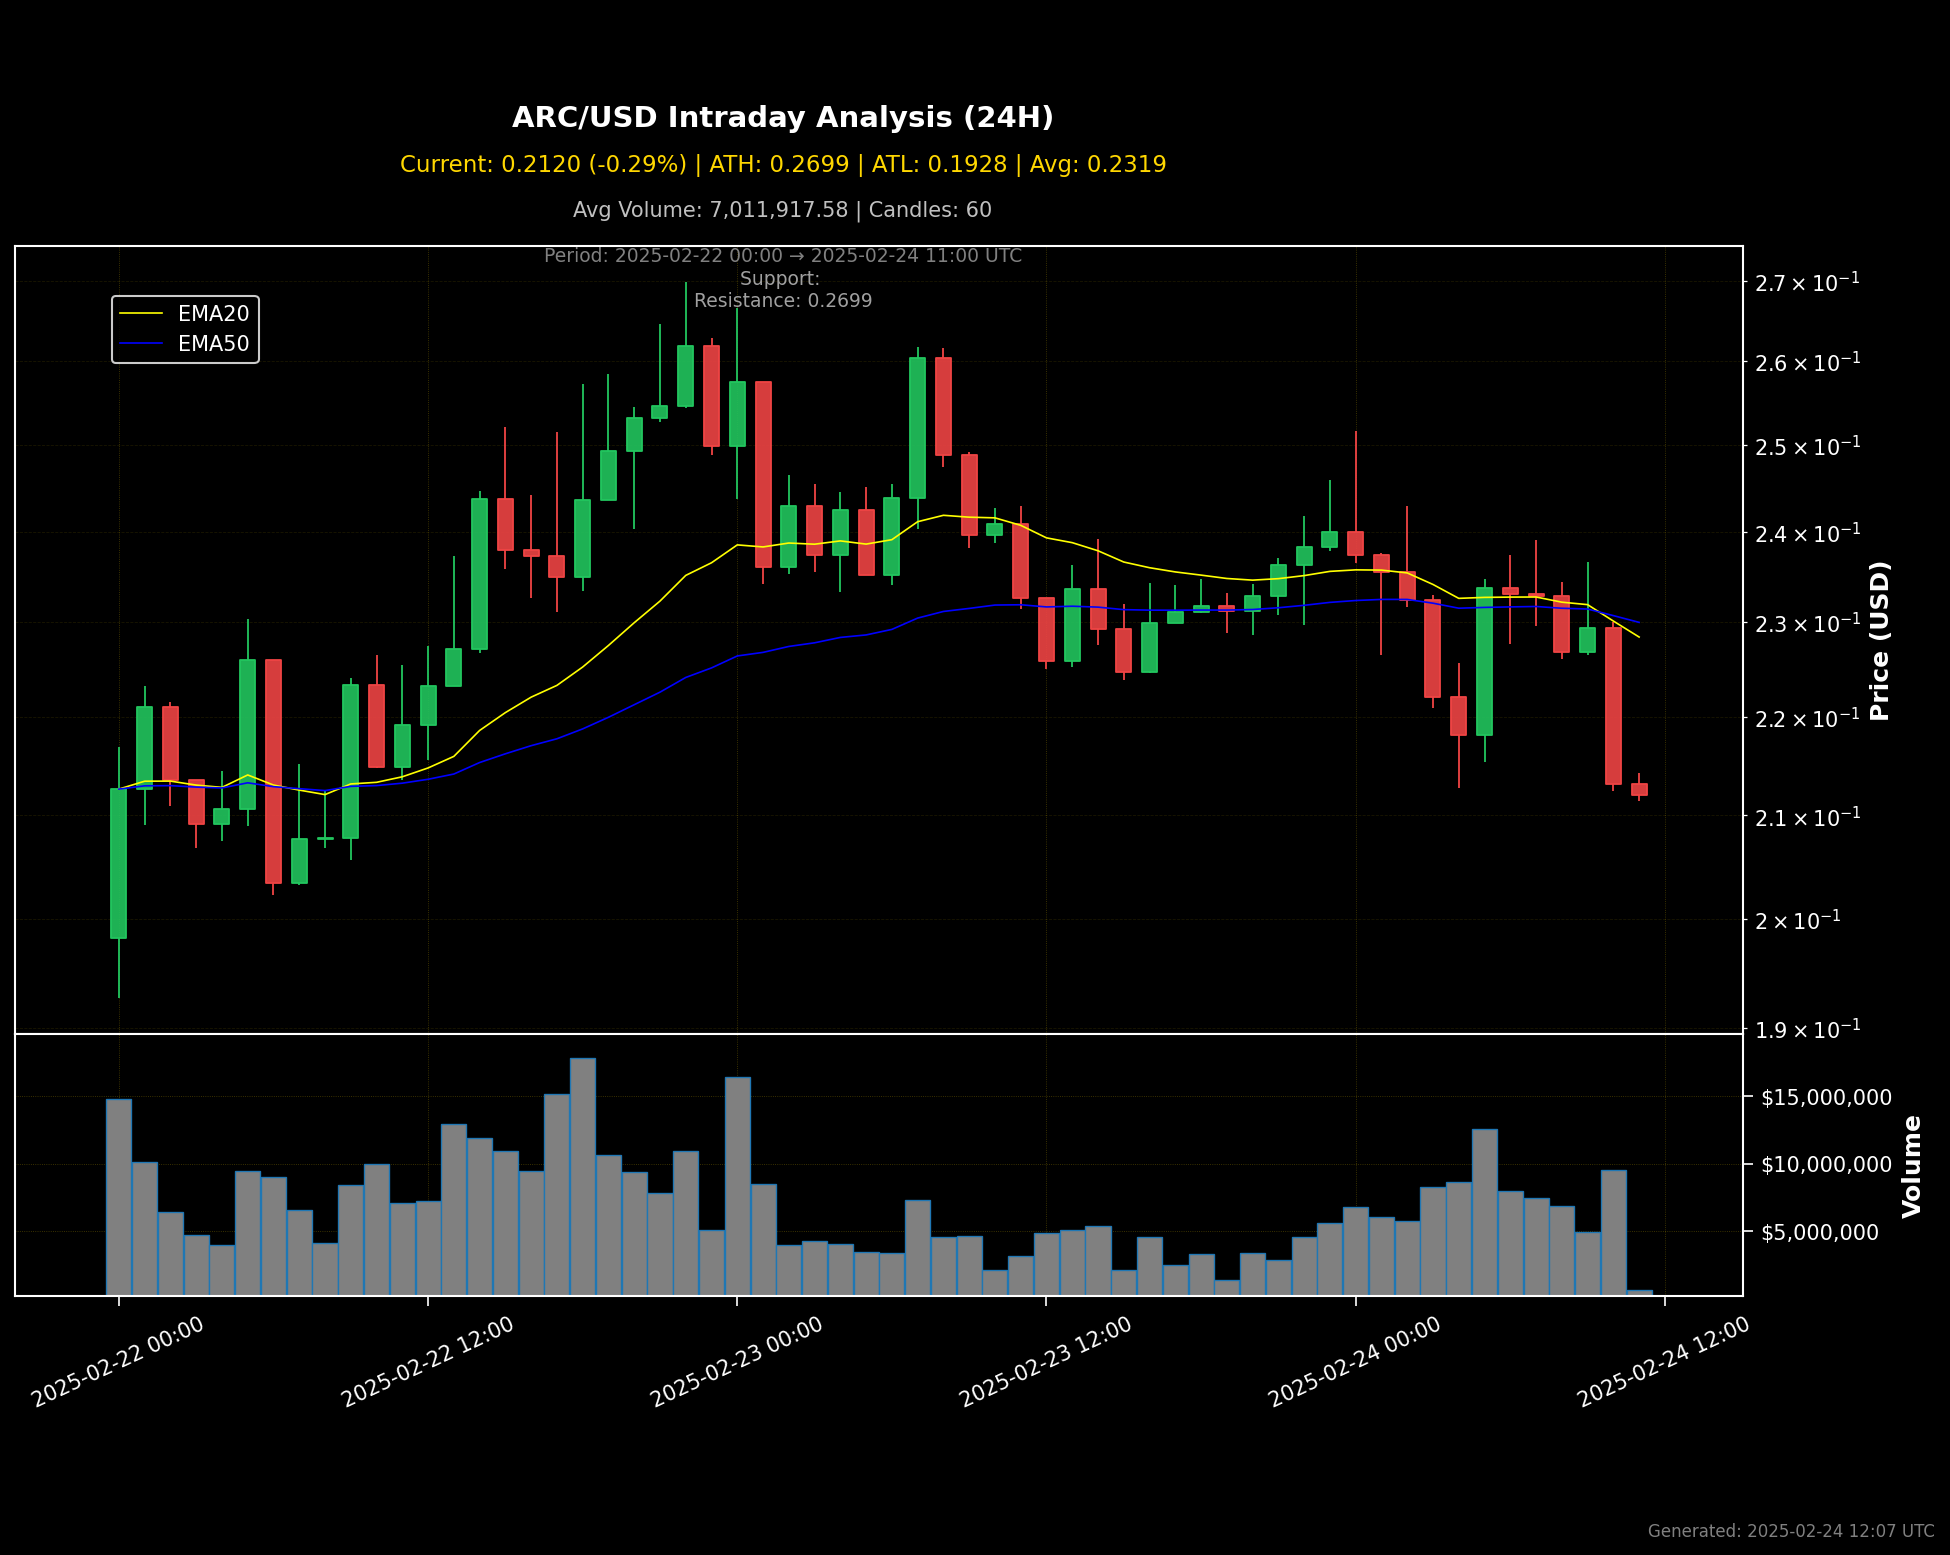 ARC/USD Intraday Analysis (24H)
Current: 0.2120 (-0.29%) | ATH: 0.2699 | ATL: 0.1928 | Avg: 0.2319
Avg Volume: 7,011,917.58 | Candles: 60
Period: 2025-02-22 00:00 → 2025-02-24 11:00 UTC
Support:
Resistance: 0.2699
EMA20
EMA50
2.7 × 10⁻¹
2.6 × 10⁻¹
2.5 × 10⁻¹
2.4 × 10⁻¹
2.3 × 10⁻¹
2.2 × 10⁻¹
2.1 × 10⁻¹
2 × 10⁻¹
1.9 × 10⁻¹
Price (USD)
$15,000,000
$10,000,000
$5,000,000
Volume
2025-02-22 00:00
2025-02-22 12:00
2025-02-23 00:00
2025-02-23 12:00
2025-02-24 00:00
2025-02-24 12:00
Generated: 2025-02-24 12:07 UTC